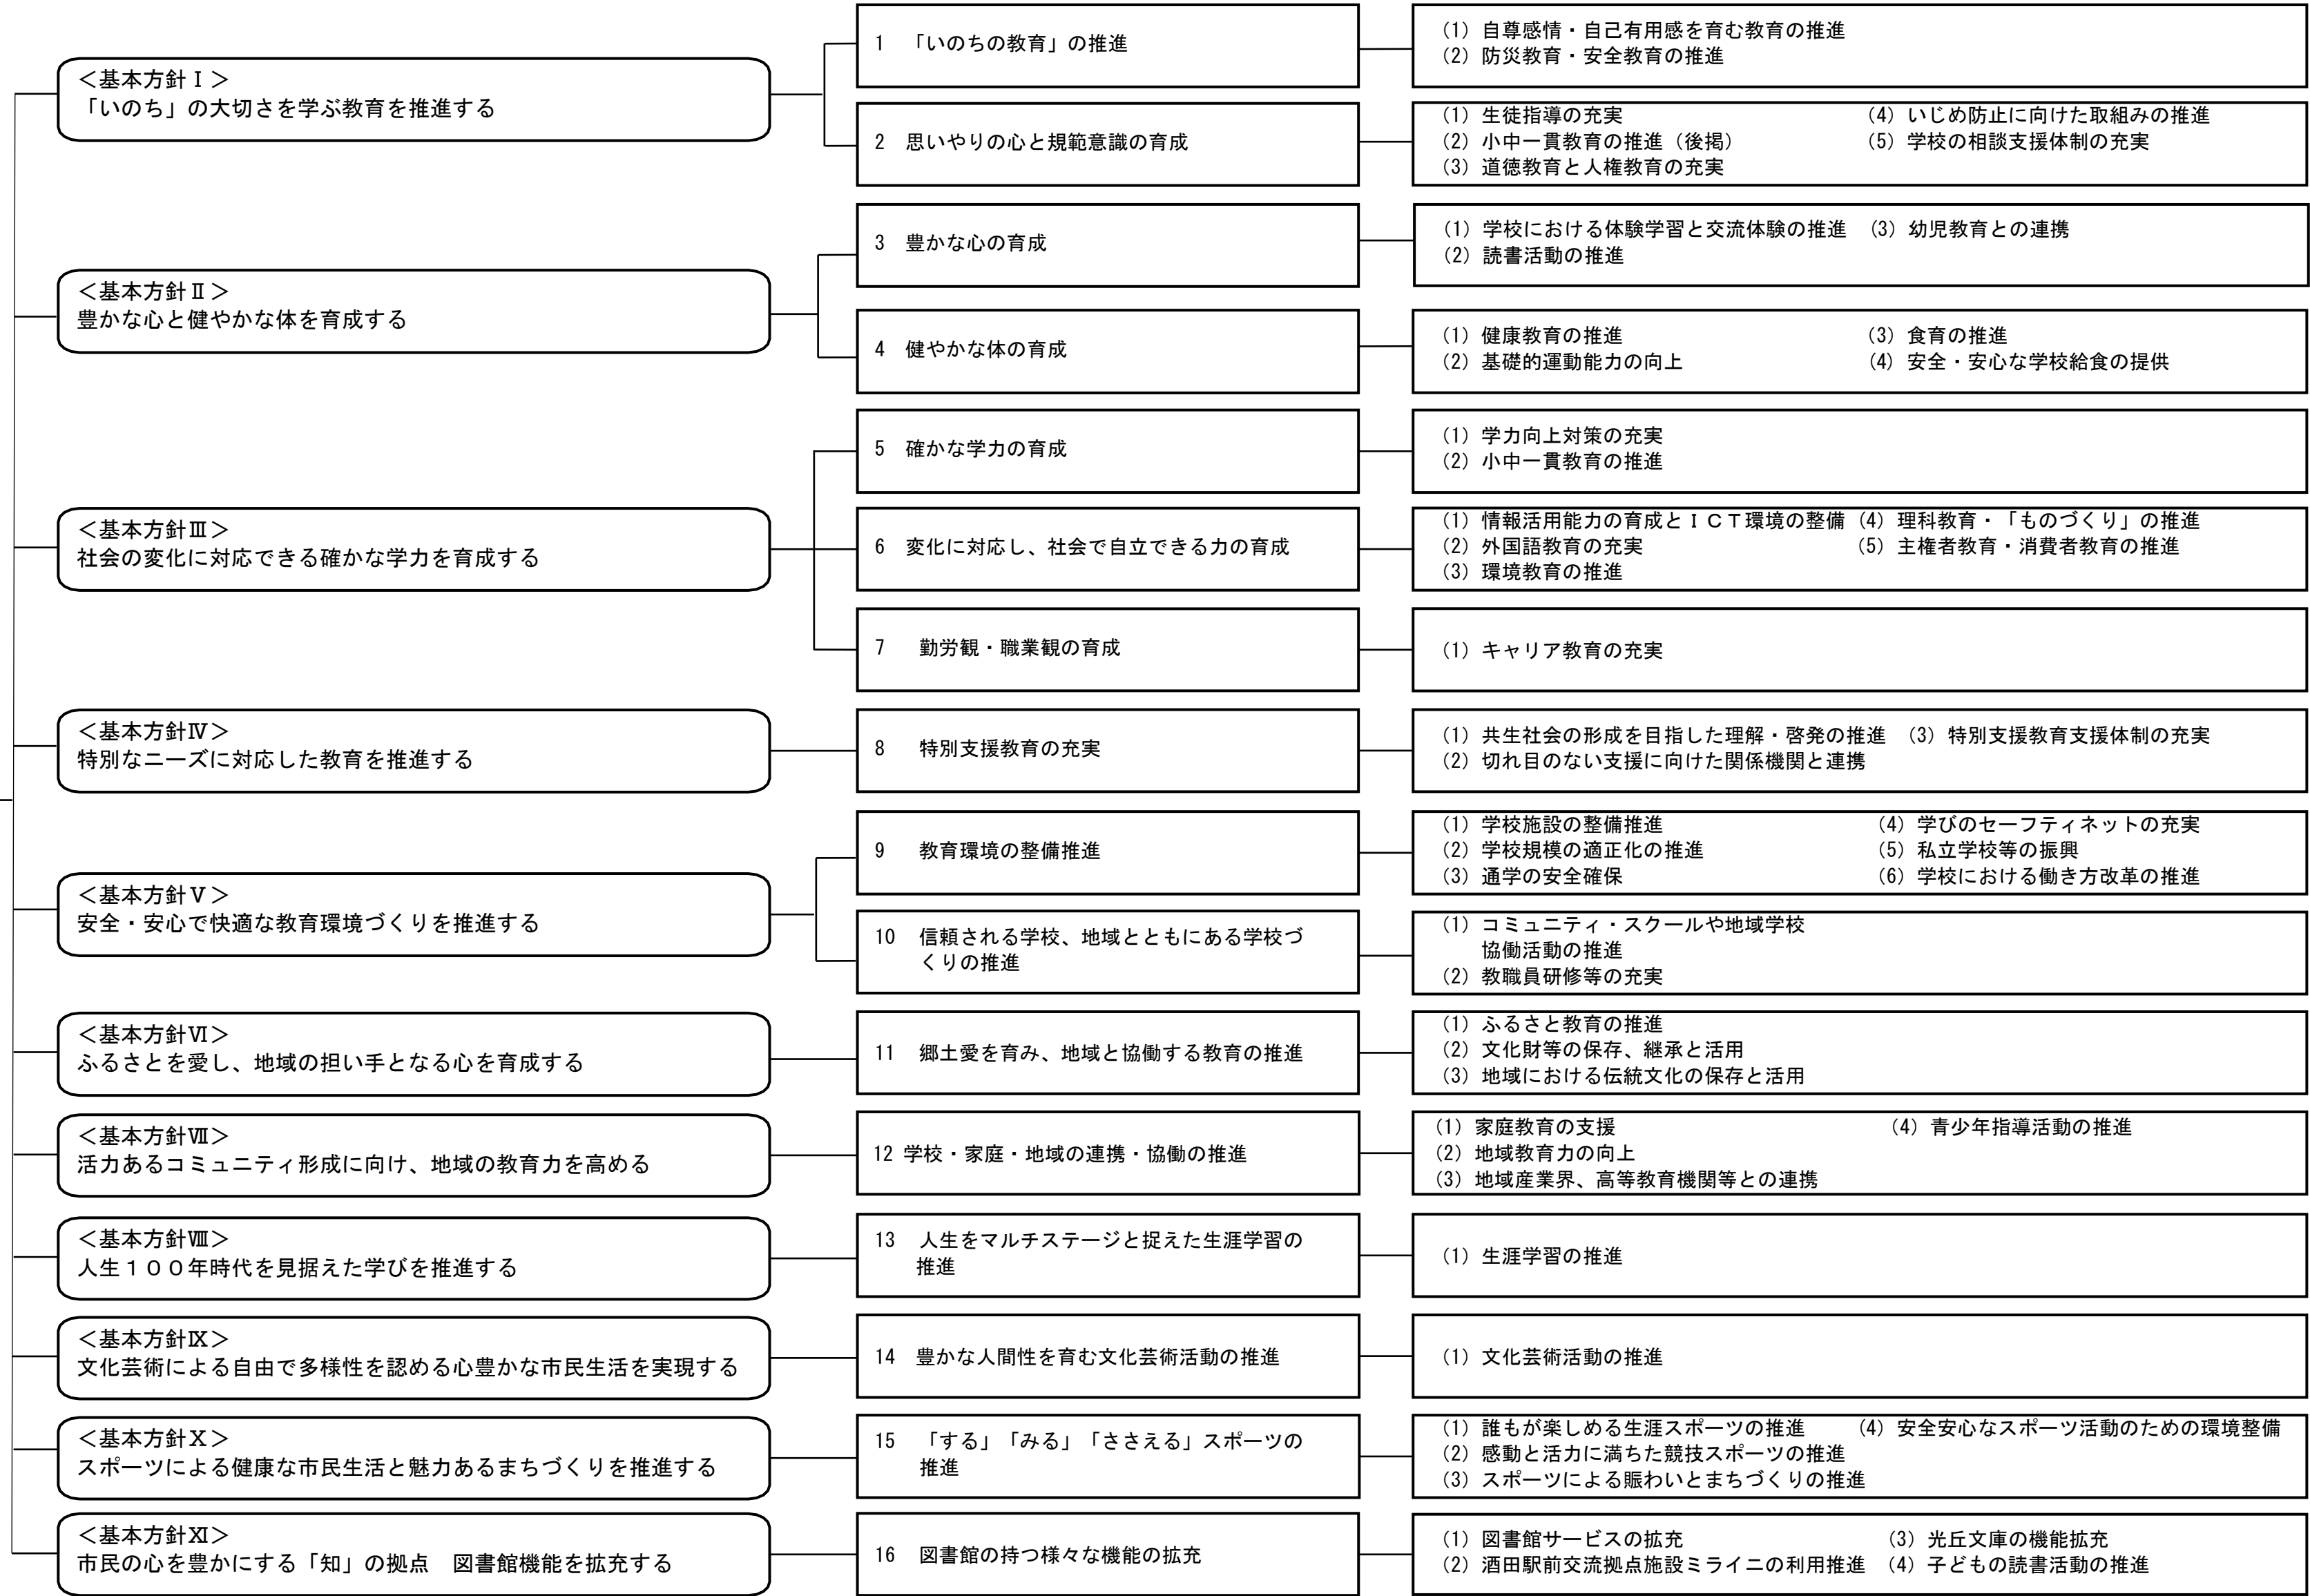 ＜基本方針Ⅰ＞
「いのち」の大切さを学ぶ教育を推進する
1　「いのちの教育」の推進
(1) 自尊感情・自己有用感を育む教育の推進
(2) 防災教育・安全教育の推進
2　思いやりの心と規範意識の育成
(1) 生徒指導の充実　(4) いじめ防止に向けた取組みの推進
(2) 小中一貫教育の推進（後掲）　(5) 学校の相談支援体制の充実
(3) 道徳教育と人権教育の充実
＜基本方針Ⅱ＞
豊かな心と健やかな体を育成する
3　豊かな心の育成
(1) 学校における体験学習と交流体験の推進　(3) 幼児教育との連携
(2) 読書活動の推進
4　健やかな体の育成
(1) 健康教育の推進　(3) 食育の推進
(2) 基礎的運動能力の向上　(4) 安全・安心な学校給食の提供
＜基本方針Ⅲ＞
社会の変化に対応できる確かな学力を育成する
5　確かな学力の育成
(1) 学力向上対策の充実
(2) 小中一貫教育の推進
6　変化に対応し、社会で自立できる力の育成
(1) 情報活用能力の育成とＩＣＴ環境の整備　(4) 理科教育・「ものづくり」の推進
(2) 外国語教育の充実　(5) 主権者教育・消費者教育の推進
(3) 環境教育の推進
7　勤労観・職業観の育成
(1) キャリア教育の充実
＜基本方針Ⅳ＞
特別なニーズに対応した教育を推進する
8　特別支援教育の充実
(1) 共生社会の形成を目指した理解・啓発の推進　(3) 特別支援教育支援体制の充実
(2) 切れ目のない支援に向けた関係機関と連携
＜基本方針Ⅴ＞
安全・安心で快適な教育環境づくりを推進する
9　教育環境の整備推進
(1) 学校施設の整備推進　(4) 学びのセーフティネットの充実
(2) 学校規模の適正化の推進　(5) 私立学校等の振興
(3) 通学の安全確保　(6) 学校における働き方改革の推進
10　信頼される学校、地域とともにある学校づ
くりの推進
(1) コミュニティ・スクールや地域学校
協働活動の推進
(2) 教職員研修等の充実
＜基本方針Ⅵ＞
ふるさとを愛し、地域の担い手となる心を育成する
11　郷土愛を育み、地域と協働する教育の推進
(1) ふるさと教育の推進
(2) 文化財等の保存、継承と活用
(3) 地域における伝統文化の保存と活用
＜基本方針Ⅶ＞
活力あるコミュニティ形成に向け、地域の教育力を高める
12 学校・家庭・地域の連携・協働の推進
(1) 家庭教育の支援　(4) 青少年指導活動の推進
(2) 地域教育力の向上
(3) 地域産業界、高等教育機関等との連携
＜基本方針Ⅷ＞
人生１００年時代を見据えた学びを推進する
13　人生をマルチステージと捉えた生涯学習の
推進
(1) 生涯学習の推進
＜基本方針Ⅸ＞
文化芸術による自由で多様性を認める心豊かな市民生活を実現する
14　豊かな人間性を育む文化芸術活動の推進
(1) 文化芸術活動の推進
＜基本方針Ⅹ＞
スポーツによる健康な市民生活と魅力あるまちづくりを推進する
15　「する」「みる」「ささえる」スポーツの
推進
(1) 誰もが楽しめる生涯スポーツの推進　(4) 安全安心なスポーツ活動のための環境整備
(2) 感動と活力に満ちた競技スポーツの推進
(3) スポーツによる賑わいとまちづくりの推進
＜基本方針Ⅺ＞
市民の心を豊かにする「知」の拠点　図書館機能を拡充する
16　図書館の持つ様々な機能の拡充
(1) 図書館サービスの拡充　(3) 光丘文庫の機能拡充
(2) 酒田駅前交流拠点施設ミライニの利用推進　(4) 子どもの読書活動の推進